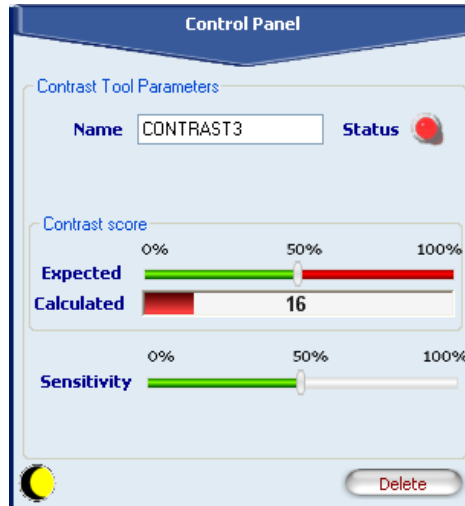 Control Panel
Contrast Tool Parameters
Name CONTRAST3 Status
Contrast score
0% 50% 100%
Expected
Calculated 16
0% 50% 100%
Sensitivity
Delete